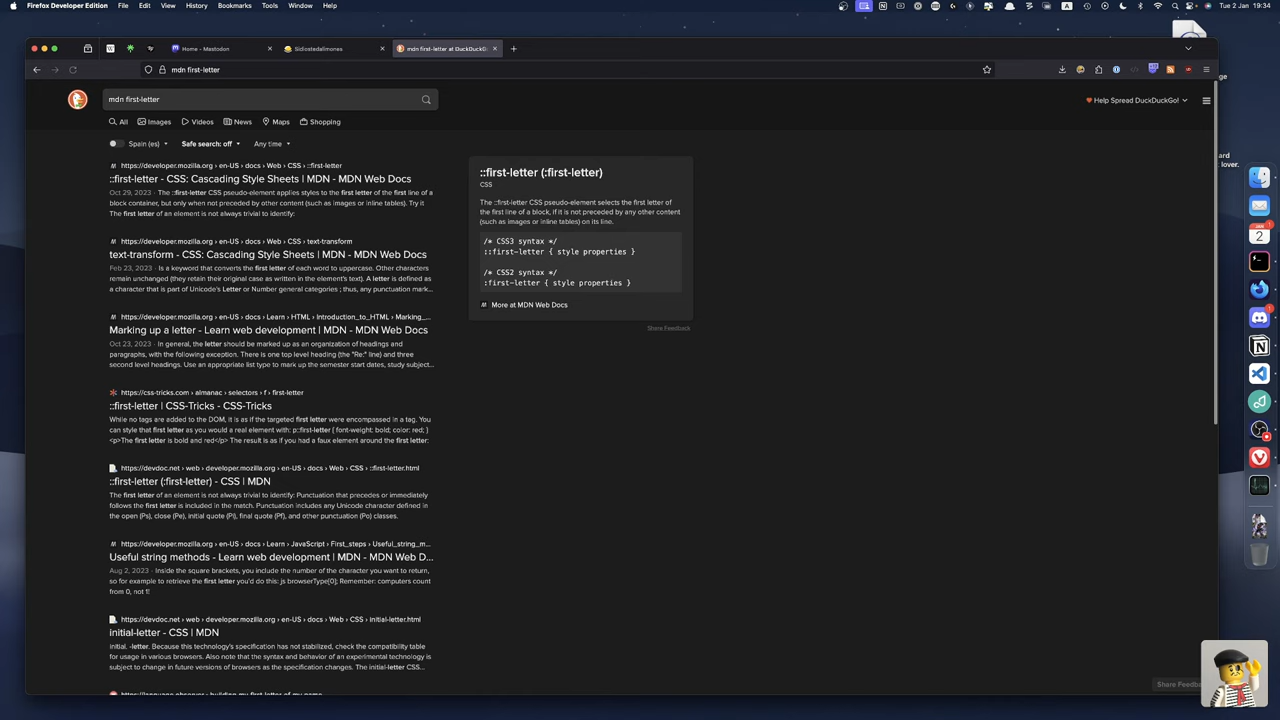 Firefox Developer Edition File Edit View History Bookmarks Tools Window Help
Tue 2 Jan 19:34
Home - Mastodon
Sidlostedalmones
mdn first-letter at DuckDuckG
mdn first-letter
mdn first-letter
Help Spread DuckDuckGo!
All Images Videos News Maps Shopping
Spain (es) Safe search: off Any time
https://developer.mozilla.org › en-US › docs › Web › CSS › ::first-letter
::first-letter - CSS: Cascading Style Sheets | MDN - MDN Web Docs
Oct 29, 2023 · The ::first-letter CSS pseudo-element applies styles to the first letter of the first line of a
block container, but only when not preceded by other content (such as images or inline tables). Try it
The first letter of an element is not always trivial to identify:
https://developer.mozilla.org › en-US › docs › Web › CSS › text-transform
text-transform - CSS: Cascading Style Sheets | MDN - MDN Web Docs
Feb 23, 2023 · Is a keyword that converts the first letter of each word to uppercase. Other characters
remain unchanged (they retain their original case as written in the element's text). A letter is defined as
a character that is part of Unicode's Letter or Number general categories ; thus, any punctuation mark...
https://developer.mozilla.org › en-US › docs › Learn › HTML › Introduction_to_HTML › Marking_...
Marking up a letter - Learn web development | MDN - MDN Web Docs
Oct 23, 2023 · In general, the letter should be marked up as an organization of headings and
paragraphs, with the following exception. There is one top level heading (the "Re:" line) and three
second level headings. Use an appropriate list type to mark up the semester start dates, study subject...
https://css-tricks.com › almanac › selectors › f › first-letter
::first-letter | CSS-Tricks - CSS-Tricks
While no tags are added to the DOM, it is as if the targeted first letter were encompassed in a tag. You
can style that first letter as you would a real element with: p::first-letter { font-weight: bold; color: red; }
<p>The first letter is bold and red</p> The result is as if you had a faux element around the first letter:
https://devdoc.net › web › developer.mozilla.org › en-US › docs › Web › CSS › ::first-letter.html
::first-letter (:first-letter) - CSS | MDN
The first letter of an element is not always trivial to identify: Punctuation that precedes or immediately
follows the first letter is included in the match. Punctuation includes any Unicode character defined in
the open (Ps), close (Pe), initial quote (Pi), final quote (Pf), and other punctuation (Po) classes.
https://developer.mozilla.org › en-US › docs › Learn › JavaScript › First_steps › Useful_string_m...
Useful string methods - Learn web development | MDN - MDN Web D...
Aug 2, 2023 · Inside the square brackets, you include the number of the character you want to return,
so for example to retrieve the first letter you'd do this: js browserType[0]; Remember: computers count
from 0, not 1!
https://devdoc.net › web › developer.mozilla.org › en-US › docs › Web › CSS › initial-letter.html
initial-letter - CSS | MDN
initial. -letter. Because this technology's specification has not stabilized, check the compatibility table
for usage in various browsers. Also note that the syntax and behavior of an experimental technology is
subject to change in future versions of browsers as the specification changes. The initial-letter CSS...
::first-letter (:first-letter)
CSS
The ::first-letter CSS pseudo-element selects the first letter of
the first line of a block, if it is not preceded by any other content
(such as images or inline tables) on its line.
/* CSS3 syntax */
::first-letter { style properties }
/* CSS2 syntax */
:first-letter { style properties }
More at MDN Web Docs
Share Feedback
Share Feedba